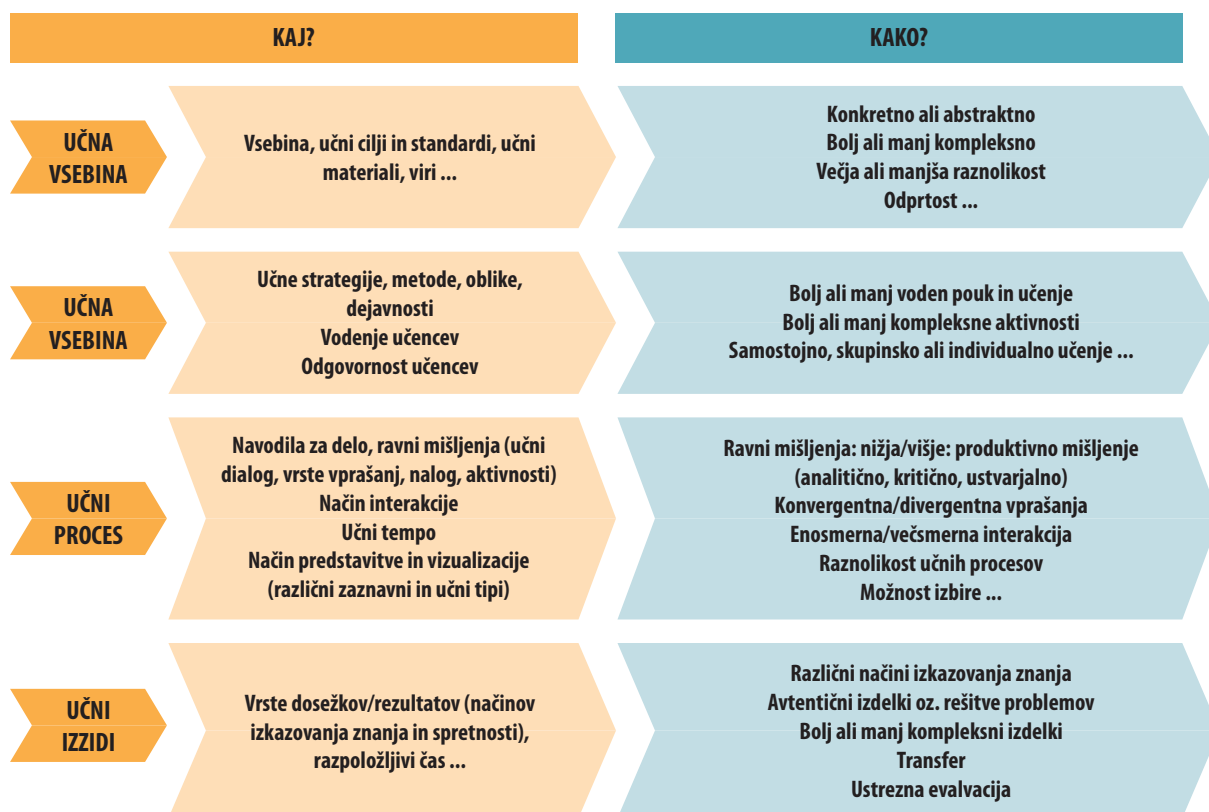 KAJ?
KAKO?
UČNA
VSEBINA
Vsebina, učni cilji in standardi, učni
materiali, viri ...
Konkretno ali abstraktno
Bolj ali manj kompleksno
Večja ali manjša raznolikost
Odprtost ...
UČNA
VSEBINA
Učne strategije, metode, oblike,
dejavnosti
Vodenje učencev
Odgovornost učencev
Bolj ali manj voden pouk in učenje
Bolj ali manj kompleksne aktivnosti
Samostojno, skupinsko ali individualno učenje ...
UČNI
PROCES
Navodila za delo, ravni mišljenja (učni
dialog, vrste vprašanj, nalog, aktivnosti)
Način interakcije
Učni tempo
Način predstavitve in vizualizacije
(različni zaznavni in učni tipi)
Ravni mišljenja: nižja/višje: produktivno mišljenje
(analitično, kritično, ustvarjalno)
Konvergentna/divergentna vprašanja
Enosmerna/večsmerna interakcija
Raznolikost učnih procesov
Možnost izbire ...
UČNI
IZZIDI
Vrste dosežkov/rezultatov (načinov
izkazovanja znanja in spretnosti),
razpoložljivi čas ...
Različni načini izkazovanja znanja
Avtentični izdelki oz. rešitve problemov
Bolj ali manj kompleksni izdelki
Transfer
Ustrezna evalvacija